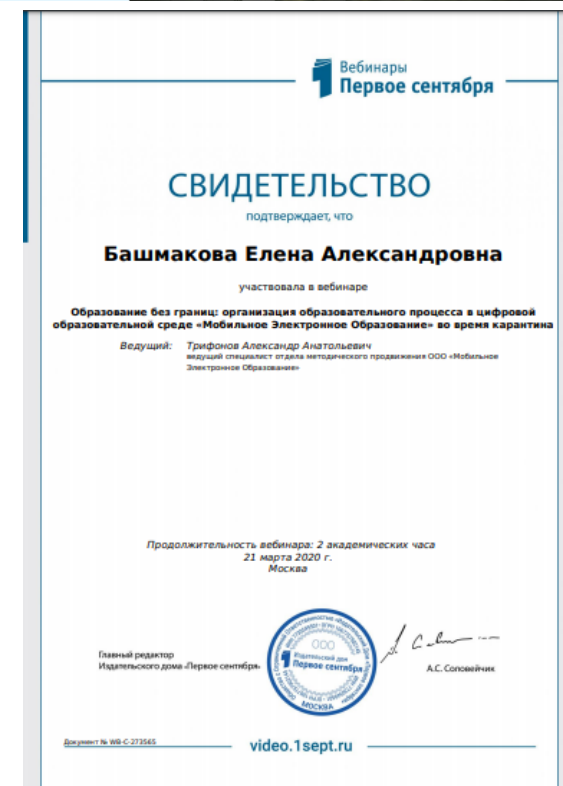 Вебинары
Первое сентября
СВИДЕТЕЛЬСТВО
подтверждает, что
Башмакова Елена Александровна
участвовала в вебинаре
Образование без границ: организация образовательного процесса в цифровой
образовательной среде «Мобильное Электронное Образование» во время карантина
Ведущий: Трифонов Александр Анатольевич
ведущий специалист отдела методического продвижения ООО «Мобильное
Электронное Образование»
Продолжительность вебинара: 2 академических часа
21 марта 2020 г.
Москва
Главный редактор
Издательского дома «Первое сентября»
ООО
Издательский дом
Первое сентября
МОСКВА
А.С. Соловейчик
Документ № WB-C-273565
video.1sept.ru